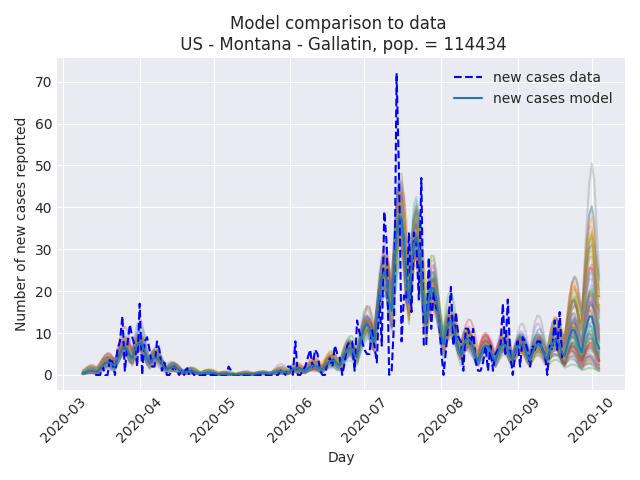 Model comparison to data
US - Montana - Gallatin, pop. = 114434
new cases data
new cases model
Number of new cases reported
70
60
50
40
30
20
10
0
2020-03
2020-04
2020-05
2020-06
2020-07
2020-08
2020-09
2020-10
Day